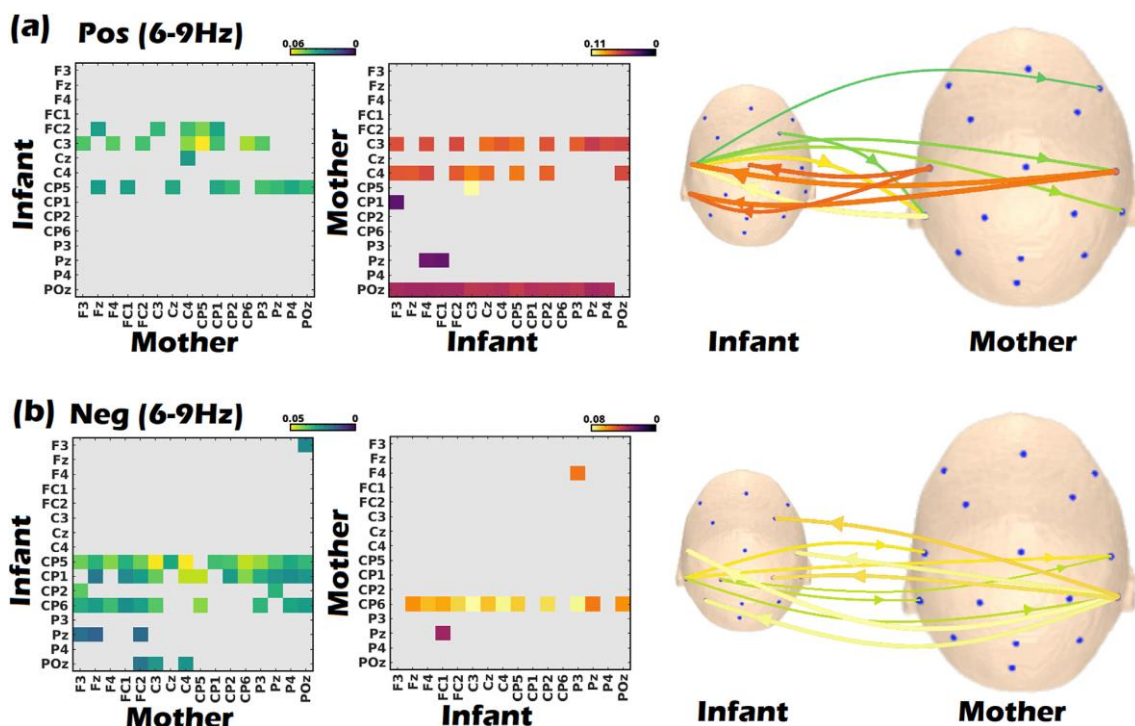 (a) Pos (6-9Hz)
0.06 0
0.11 0
Infant
F3
Fz
F4
FC1
FC2
C3
Cz
C4
CP5
CP1
CP2
CP6
P3
Pz
P4
POz
F3 Fz F4 FC1 FC2 C3 Cz C4 CP5 CP1 CP2 CP6 P3 Pz P4 POz
Mother
Mother
F3
Fz
F4
FC1
FC2
C3
Cz
C4
CP5
CP1
CP2
CP6
P3
Pz
P4
POz
F3 Fz F4 FC1 FC2 C3 Cz C4 CP5 CP1 CP2 CP6 P3 Pz P4 POz
Infant
Infant Mother
(b) Neg (6-9Hz)
0.05 0
0.08 0
Infant
F3
Fz
F4
FC1
FC2
C3
Cz
C4
CP5
CP1
CP2
CP6
P3
Pz
P4
POz
F3 Fz F4 FC1 FC2 C3 Cz C4 CP5 CP1 CP2 CP6 P3 Pz P4 POz
Mother
Mother
F3
Fz
F4
FC1
FC2
C3
Cz
C4
CP5
CP1
CP2
CP6
P3
Pz
P4
POz
F3 Fz F4 FC1 FC2 C3 Cz C4 CP5 CP1 CP2 CP6 P3 Pz P4 POz
Infant
Infant Mother